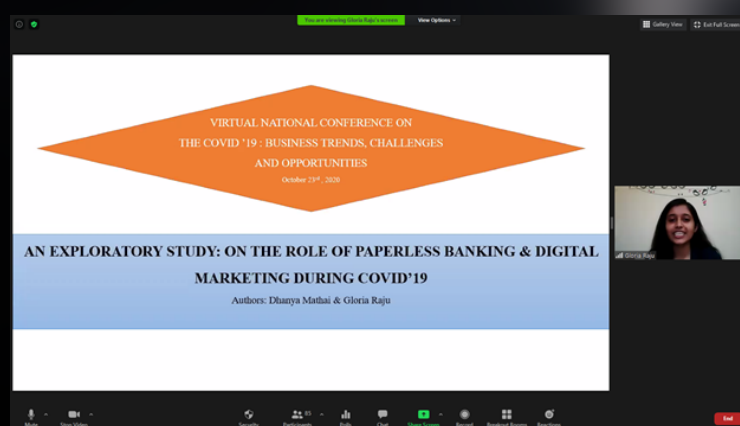 You are viewing Gloria Raju's screen
View Options
Gallery View
Exit Full Screen
VIRTUAL NATIONAL CONFERENCE ON
THE COVID '19 : BUSINESS TRENDS, CHALLENGES
AND OPPORTUNITIES
October 23rd, 2020
AN EXPLORATORY STUDY: ON THE ROLE OF PAPERLESS BANKING & DIGITAL
MARKETING DURING COVID'19
Authors: Dhanya Mathai & Gloria Raju
Gloria Raju
Mute
Stop Video
Security
Participants
85
Polls
Chat
Share Screen
Record
Breakout Rooms
Reactions
End